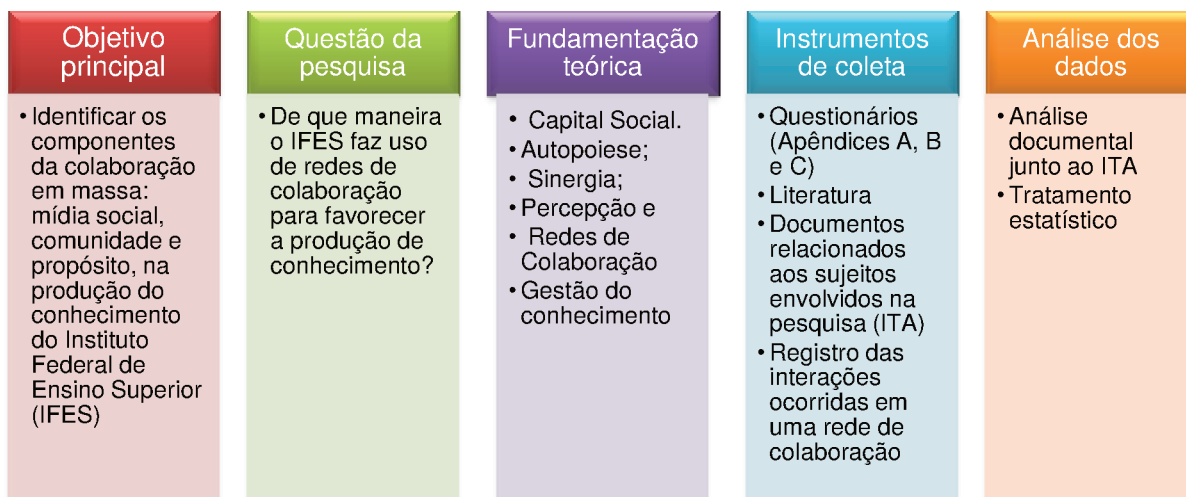 Objetivo
principal
• Identificar os
componentes
da colaboração
em massa:
mídia social,
comunidade e
propósito, na
produção do
conhecimento
do Instituto
Federal de
Ensino Superior
(IFES)
Questão da
pesquisa
• De que maneira
o IFES faz uso
de redes de
colaboração
para favorecer
a produção de
conhecimento?
Fundamentação
teórica
• Capital Social.
• Autopoiese;
• Sinergia;
• Percepção e
• Redes de
Colaboração
• Gestão do
conhecimento
Instrumentos
de coleta
• Questionários
(Apêndices A, B
e C)
• Literatura
• Documentos
relacionados
aos sujeitos
envolvidos na
pesquisa (ITA)
• Registro das
interações
ocorridas em
uma rede de
colaboração
Análise dos
dados
• Análise
documental
junto ao ITA
• Tratamento
estatístico